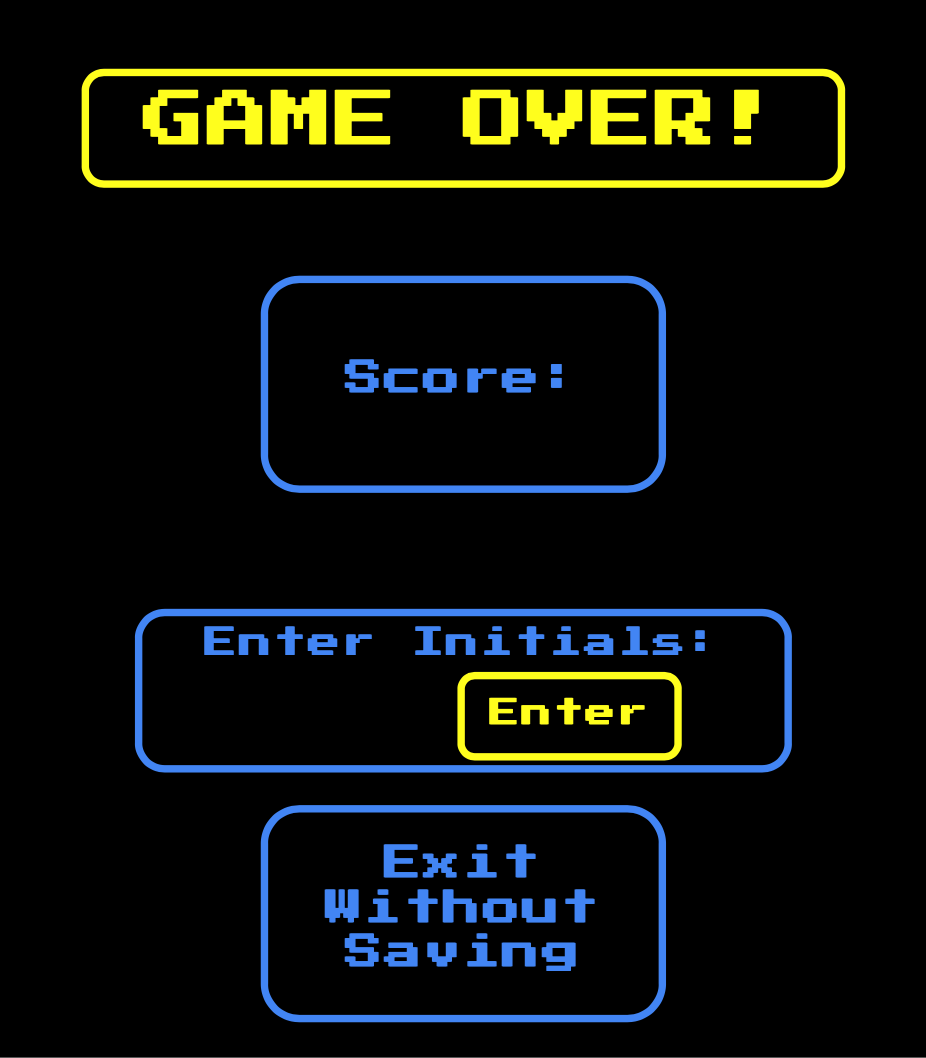 GAME OVER!
Score:
Enter Initials:
Enter
Exit
Without
Saving